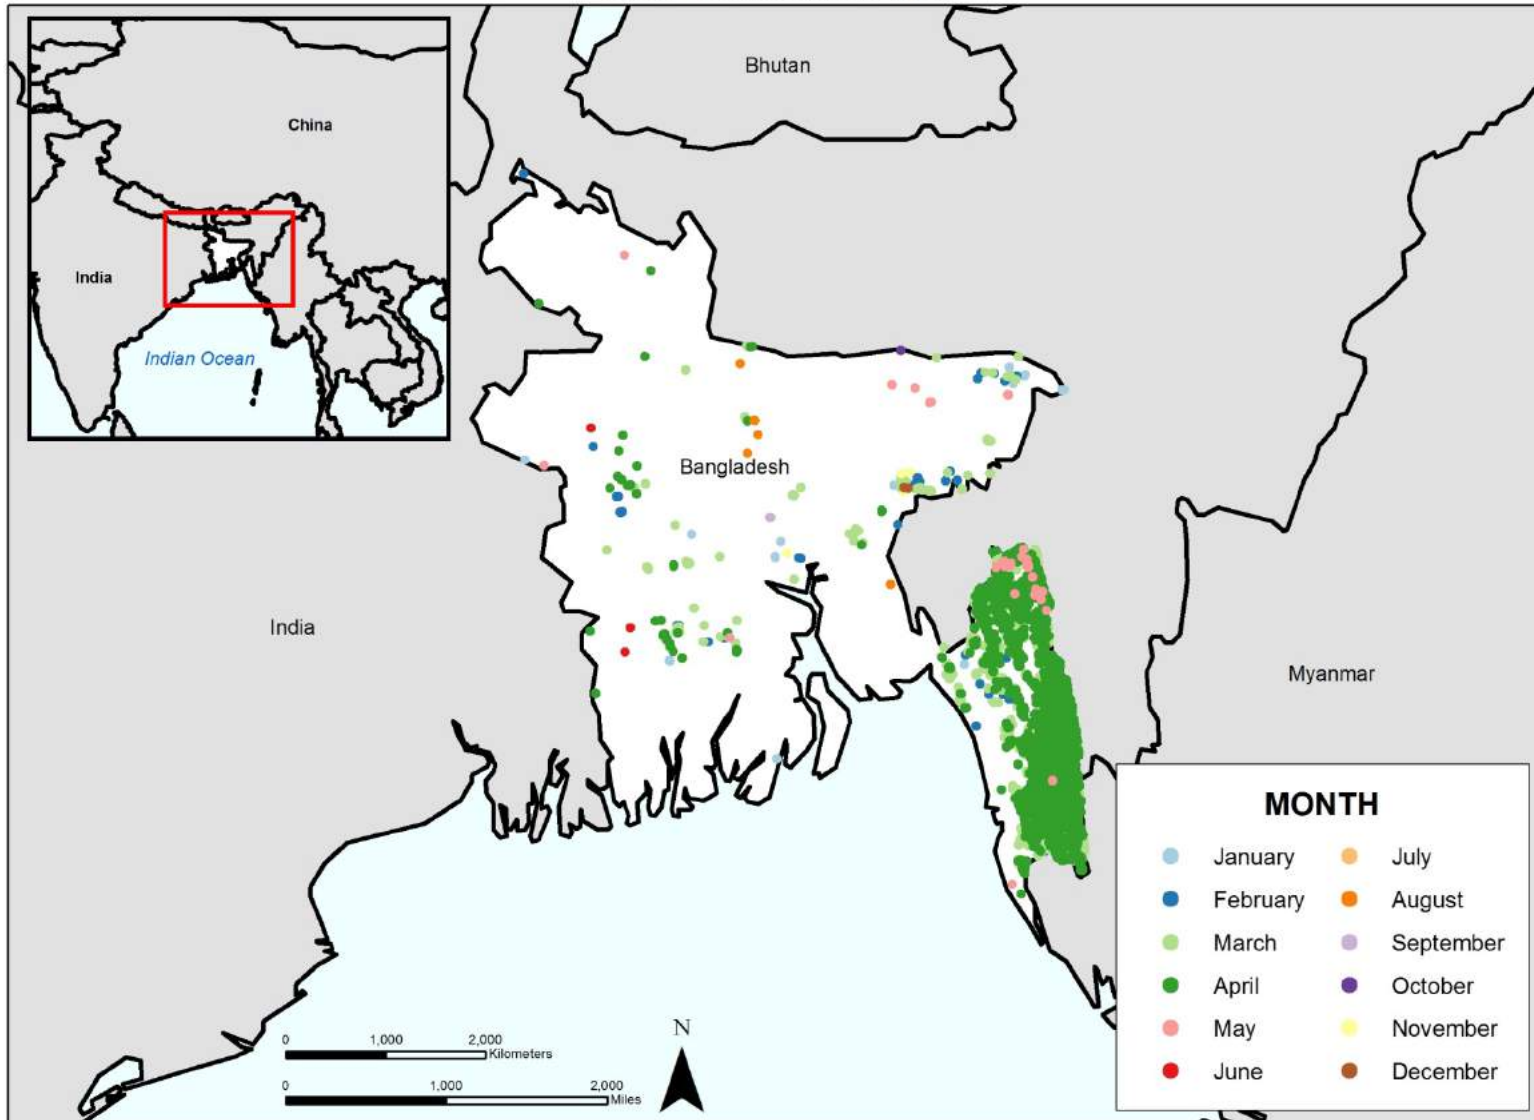 Bhutan
China
India
Indian Ocean
Bangladesh
India
Myanmar
MONTH
January
February
March
April
May
June
July
August
September
October
November
December
N
0 1,000 2,000
Kilometers
0 1,000 2,000
Miles